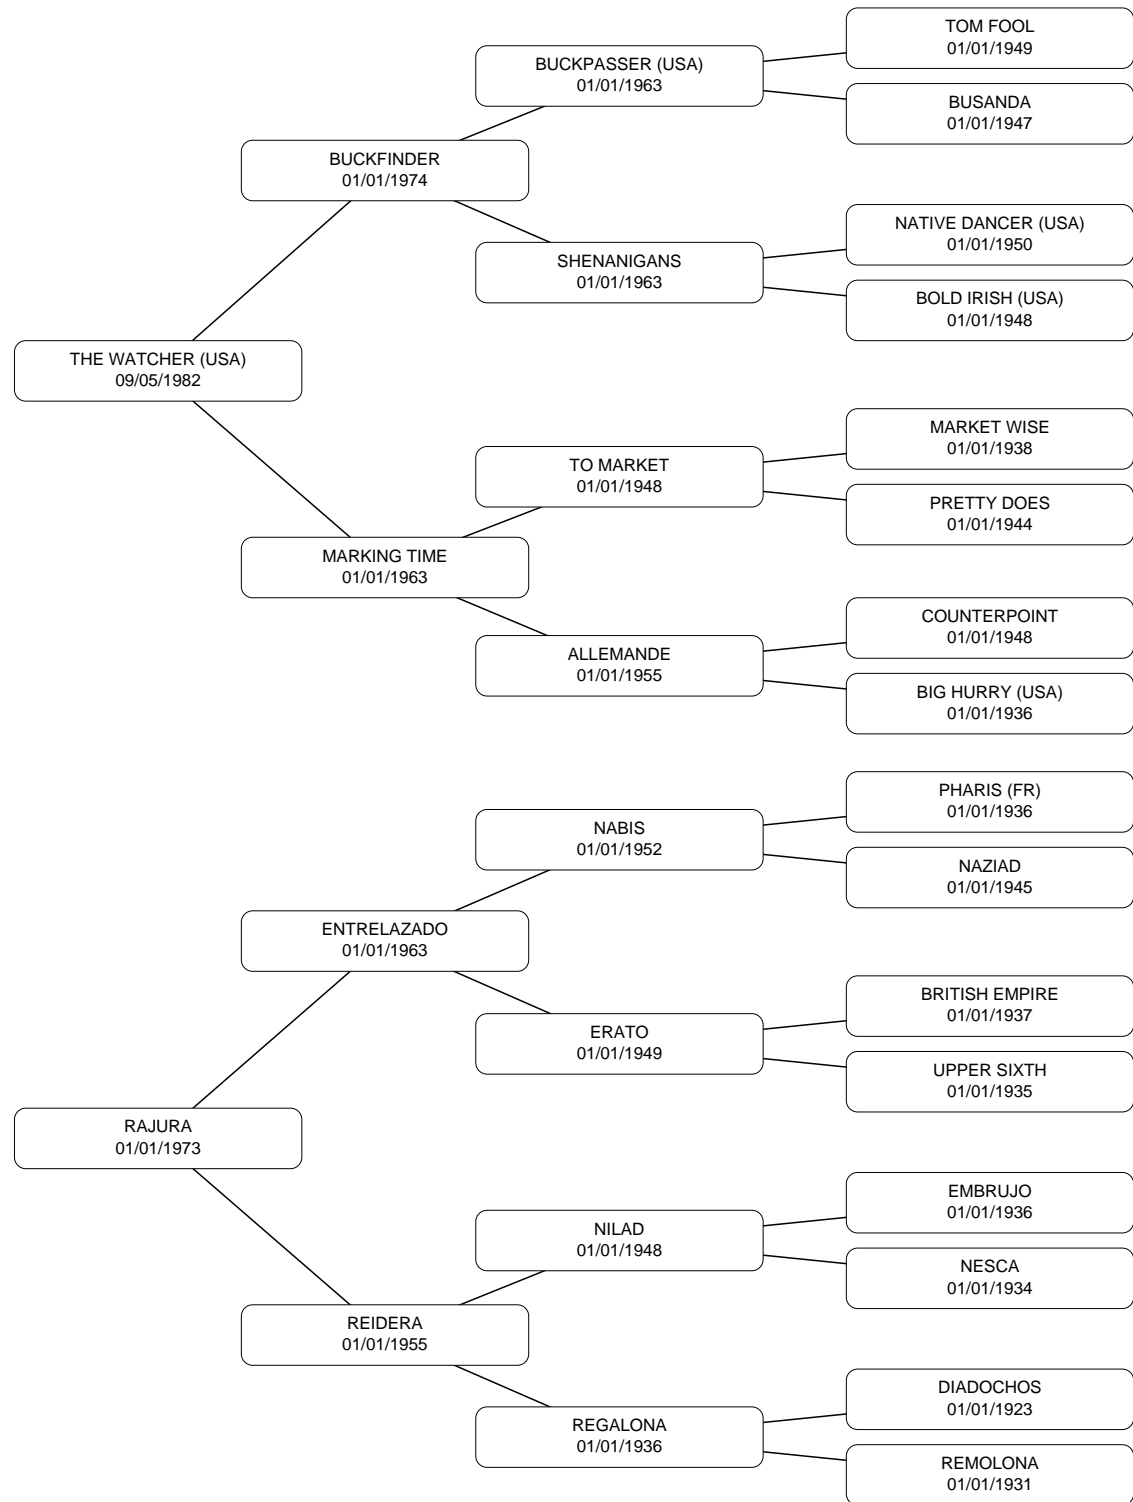 TOM FOOL
01/01/1949
BUCKPASSER (USA)
01/01/1963
BUSANDA
01/01/1947
BUCKFINDER
01/01/1974
NATIVE DANCER (USA)
01/01/1950
SHENANIGANS
01/01/1963
BOLD IRISH (USA)
01/01/1948
THE WATCHER (USA)
09/05/1982
MARKET WISE
01/01/1938
TO MARKET
01/01/1948
PRETTY DOES
01/01/1944
MARKING TIME
01/01/1963
COUNTERPOINT
01/01/1948
ALLEMANDE
01/01/1955
BIG HURRY (USA)
01/01/1936
PHARIS (FR)
01/01/1936
NABIS
01/01/1952
NAZIAD
01/01/1945
ENTRELAZADO
01/01/1963
BRITISH EMPIRE
01/01/1937
ERATO
01/01/1949
UPPER SIXTH
01/01/1935
RAJURA
01/01/1973
EMBRUJO
01/01/1936
NILAD
01/01/1948
NESCA
01/01/1934
REIDERA
01/01/1955
DIADOCHOS
01/01/1923
REGALONA
01/01/1936
REMOLONA
01/01/1931